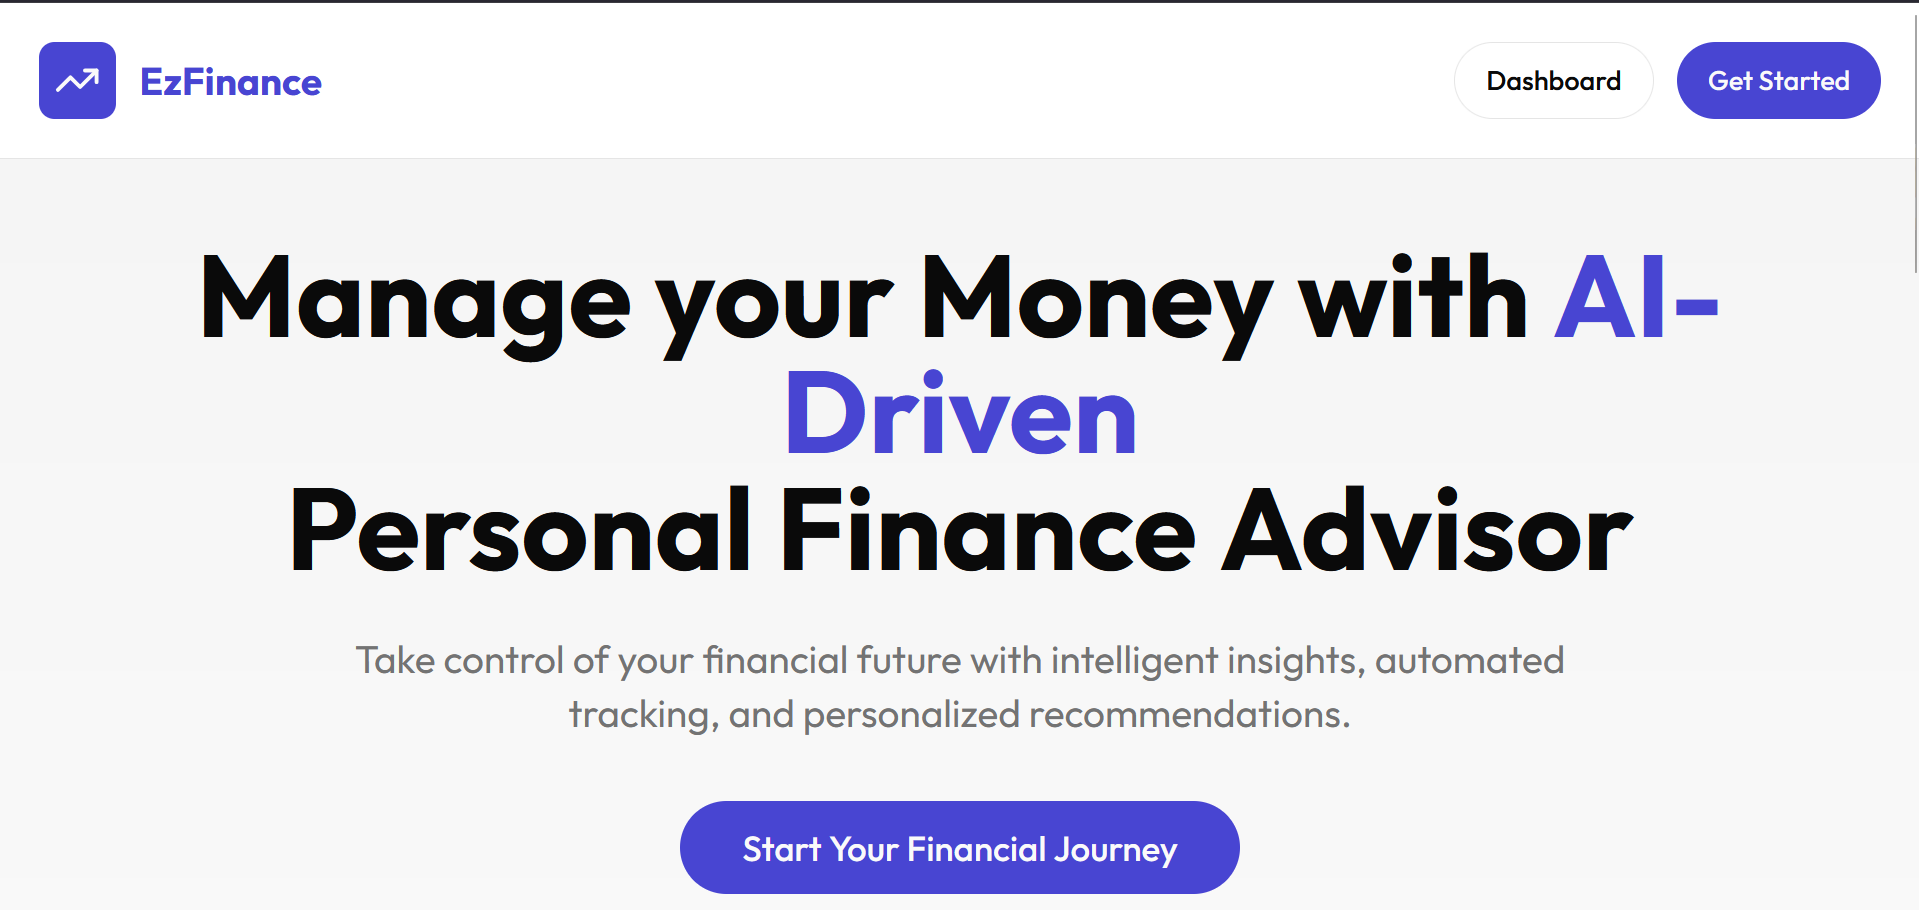 EzFinance
Dashboard
Get Started
Manage your Money with AI-
Driven
Personal Finance Advisor
Take control of your financial future with intelligent insights, automated
tracking, and personalized recommendations.
Start Your Financial Journey